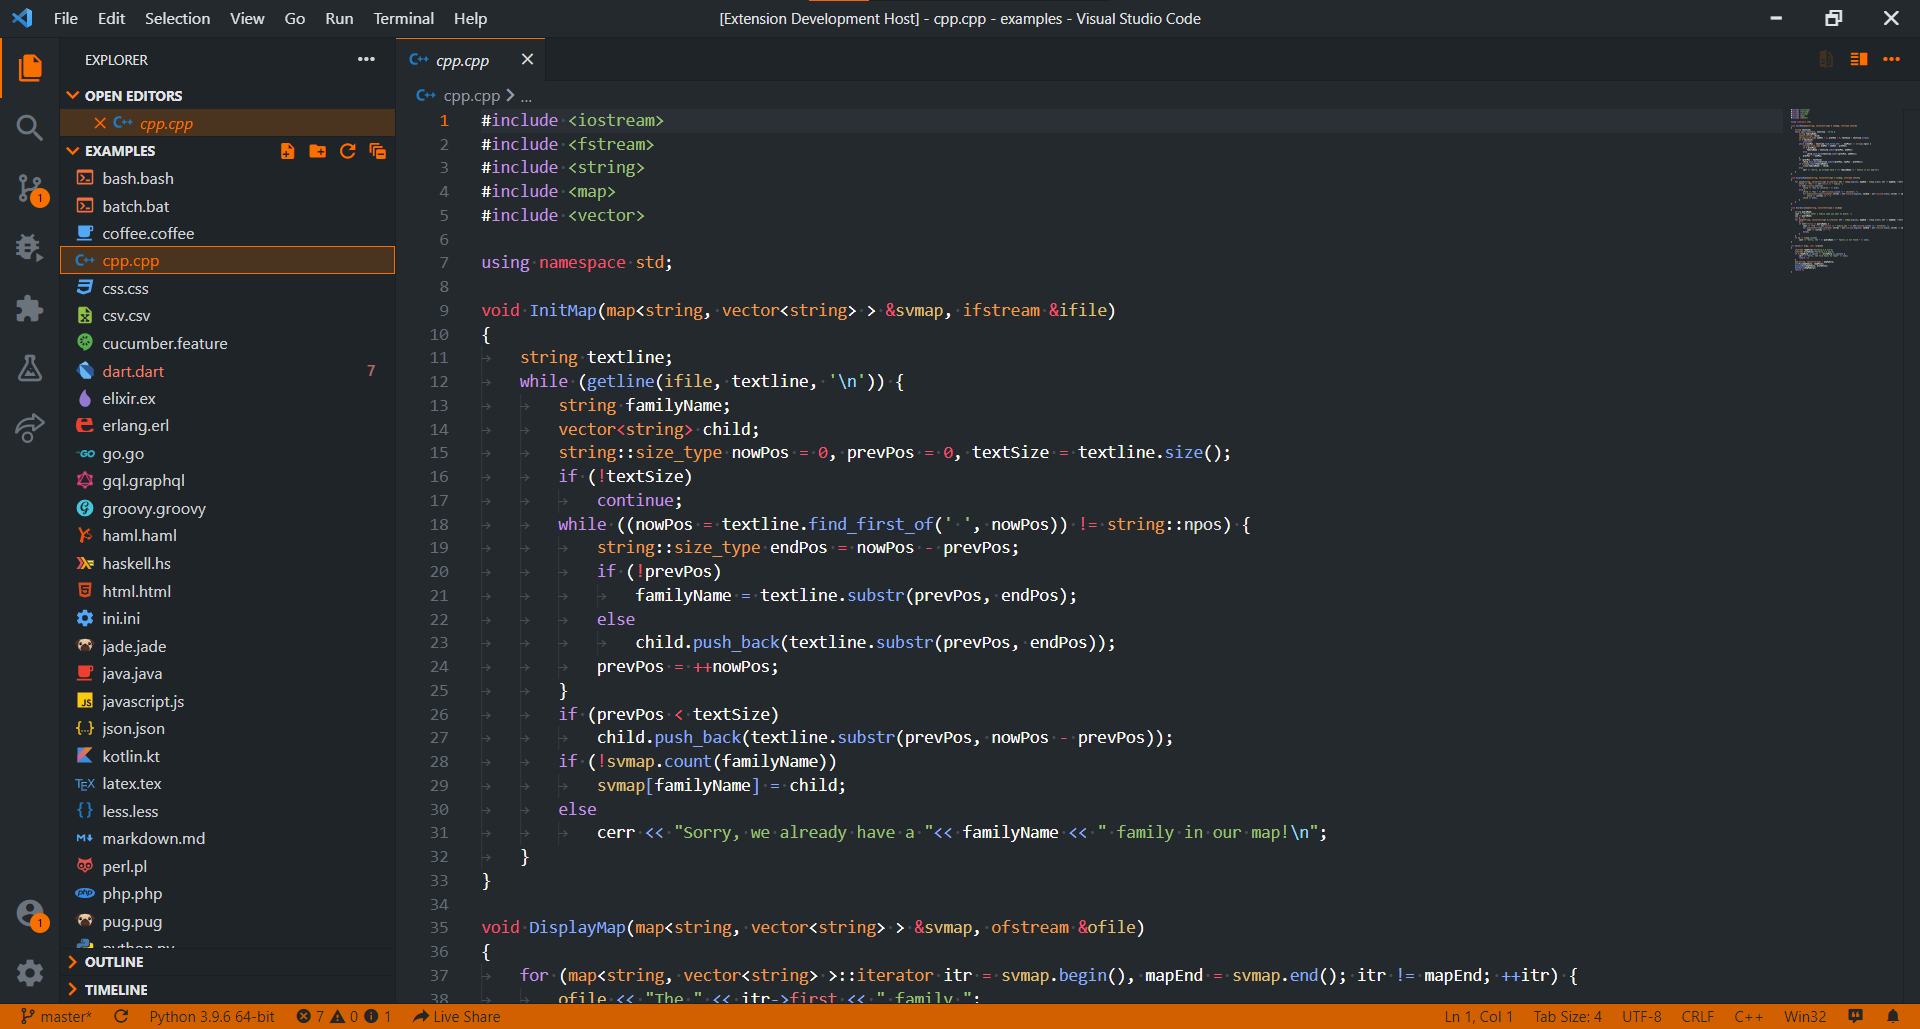 File Edit Selection View Go Run Terminal Help
[Extension Development Host] - cpp.cpp - examples - Visual Studio Code
EXPLORER
OPEN EDITORS
cpp.cpp
EXAMPLES
bash.bash
batch.bat
coffee.coffee
cpp.cpp
css.css
csv.csv
cucumber.feature
dart.dart 7
elixir.ex
erlang.erl
go.go
gql.graphql
groovy.groovy
haml.haml
haskell.hs
html.html
ini.ini
jade.jade
java.java
javascript.js
json.json
kotlin.kt
latex.tex
less.less
markdown.md
perl.pl
php.php
pug.pug
python.py
OUTLINE
TIMELINE
1
1
cpp.cpp
cpp.cpp > ...
1 #include <iostream>
2 #include <fstream>
3 #include <string>
4 #include <map>
5 #include <vector>
6
7 using namespace std;
8
9 void InitMap(map<string, vector<string> > &svmap, ifstream &ifile)
10 {
11 string textline;
12 while (getline(ifile, textline, '\n')) {
13 string familyName;
14 vector<string> child;
15 string::size_type nowPos = 0, prevPos = 0, textSize = textline.size();
16 if (!textSize)
17 continue;
18 while ((nowPos = textline.find_first_of(' ', nowPos)) != string::npos) {
19 string::size_type endPos = nowPos - prevPos;
20 if (!prevPos)
21 familyName = textline.substr(prevPos, endPos);
22 else
23 child.push_back(textline.substr(prevPos, endPos));
24 prevPos = ++nowPos;
25 }
26 if (prevPos < textSize)
27 child.push_back(textline.substr(prevPos, nowPos - prevPos));
28 if (!svmap.count(familyName))
29 svmap[familyName] = child;
30 else
31 cerr << "Sorry, we already have a "<< familyName << " family in our map!\n";
32 }
33 }
34
35 void DisplayMap(map<string, vector<string> > &svmap, ofstream &ofile)
36 {
37 for (map<string, vector<string> >::iterator itr = svmap.begin(), mapEnd = svmap.end(); itr != mapEnd; ++itr) {
38 ofile << "The " << itr->first << " family ";
master* Python 3.9.6 64-bit 7 0 1 Live Share
Ln 1, Col 1 Tab Size: 4 UTF-8 CRLF C++ Win32